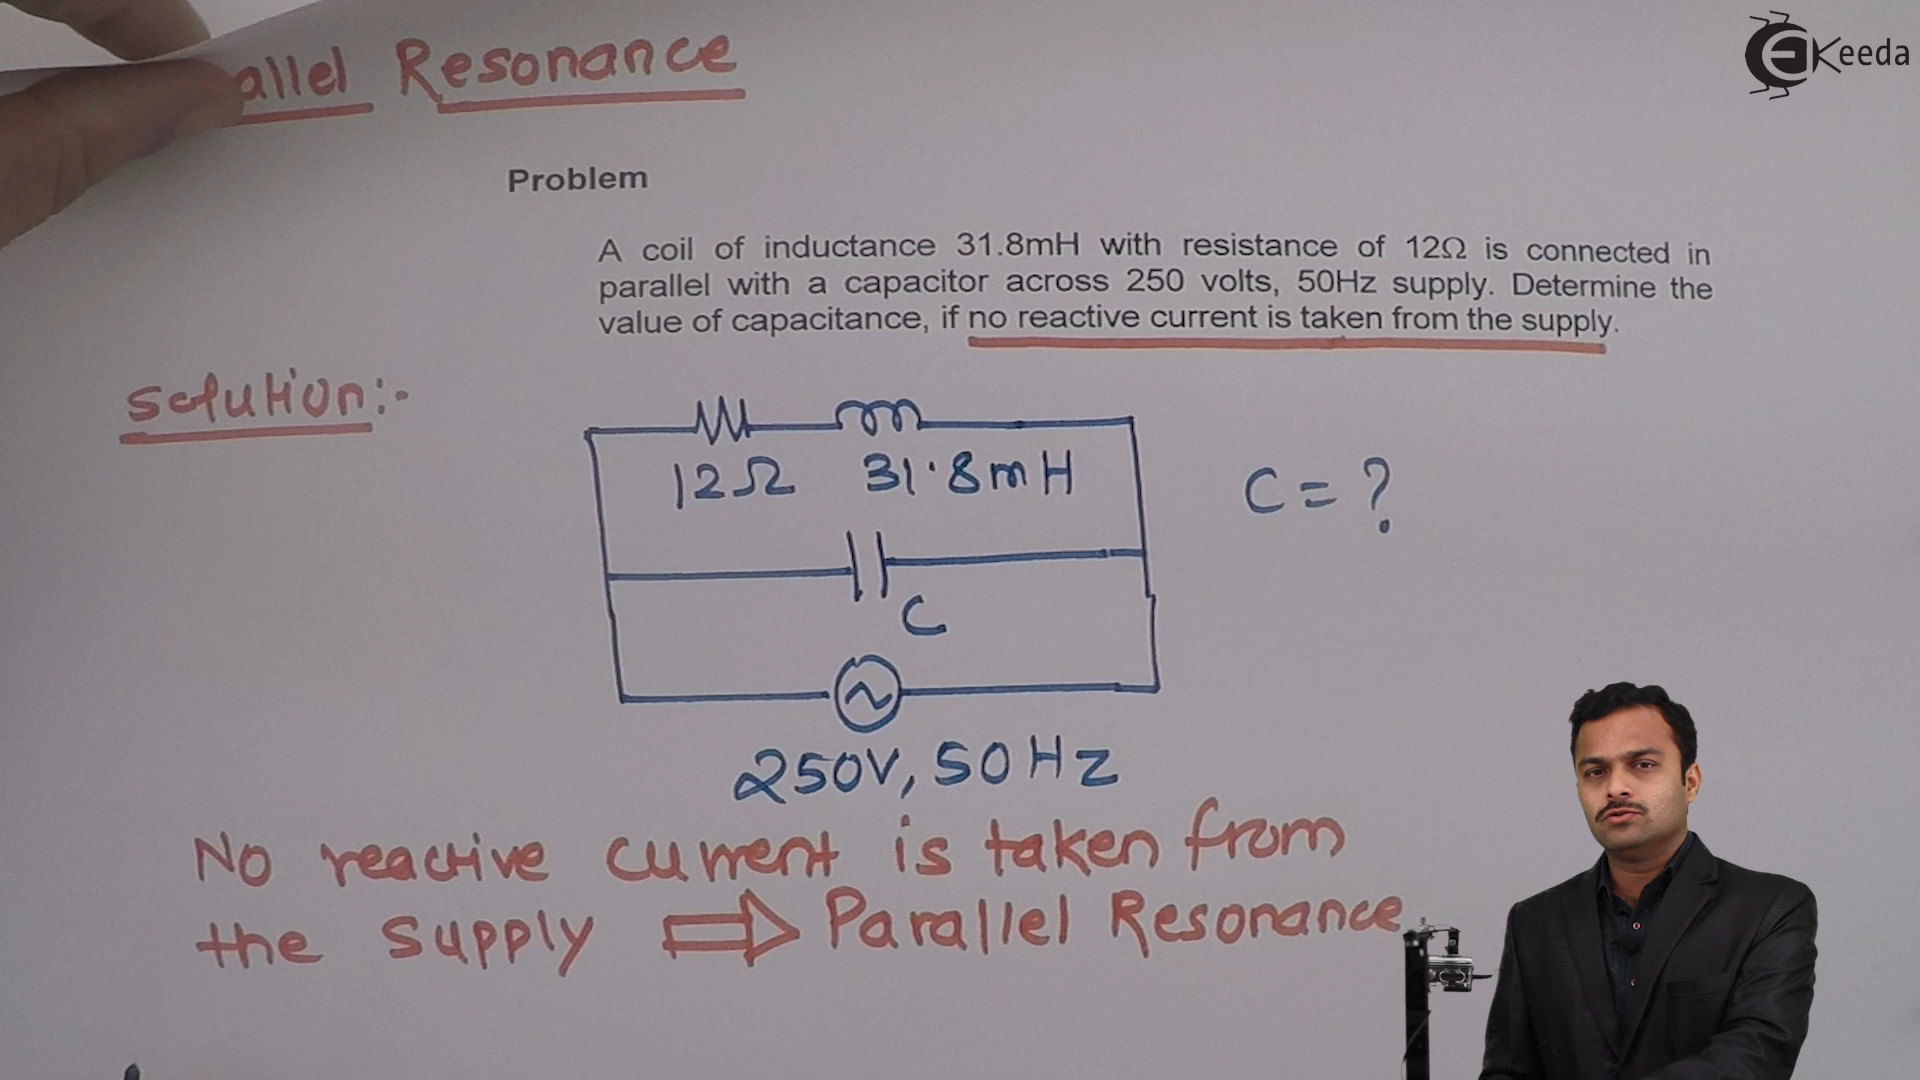 allel Resonance
EKeeda
Problem
A coil of inductance 31.8mH with resistance of 12Ω is connected in
parallel with a capacitor across 250 volts, 50Hz supply. Determine the
value of capacitance, if no reactive current is taken from the supply.
Solution:-
12Ω 31.8mH
C = ?
C
250V, 50Hz
No reactive current is taken from
the supply ⇨ Parallel Resonance.